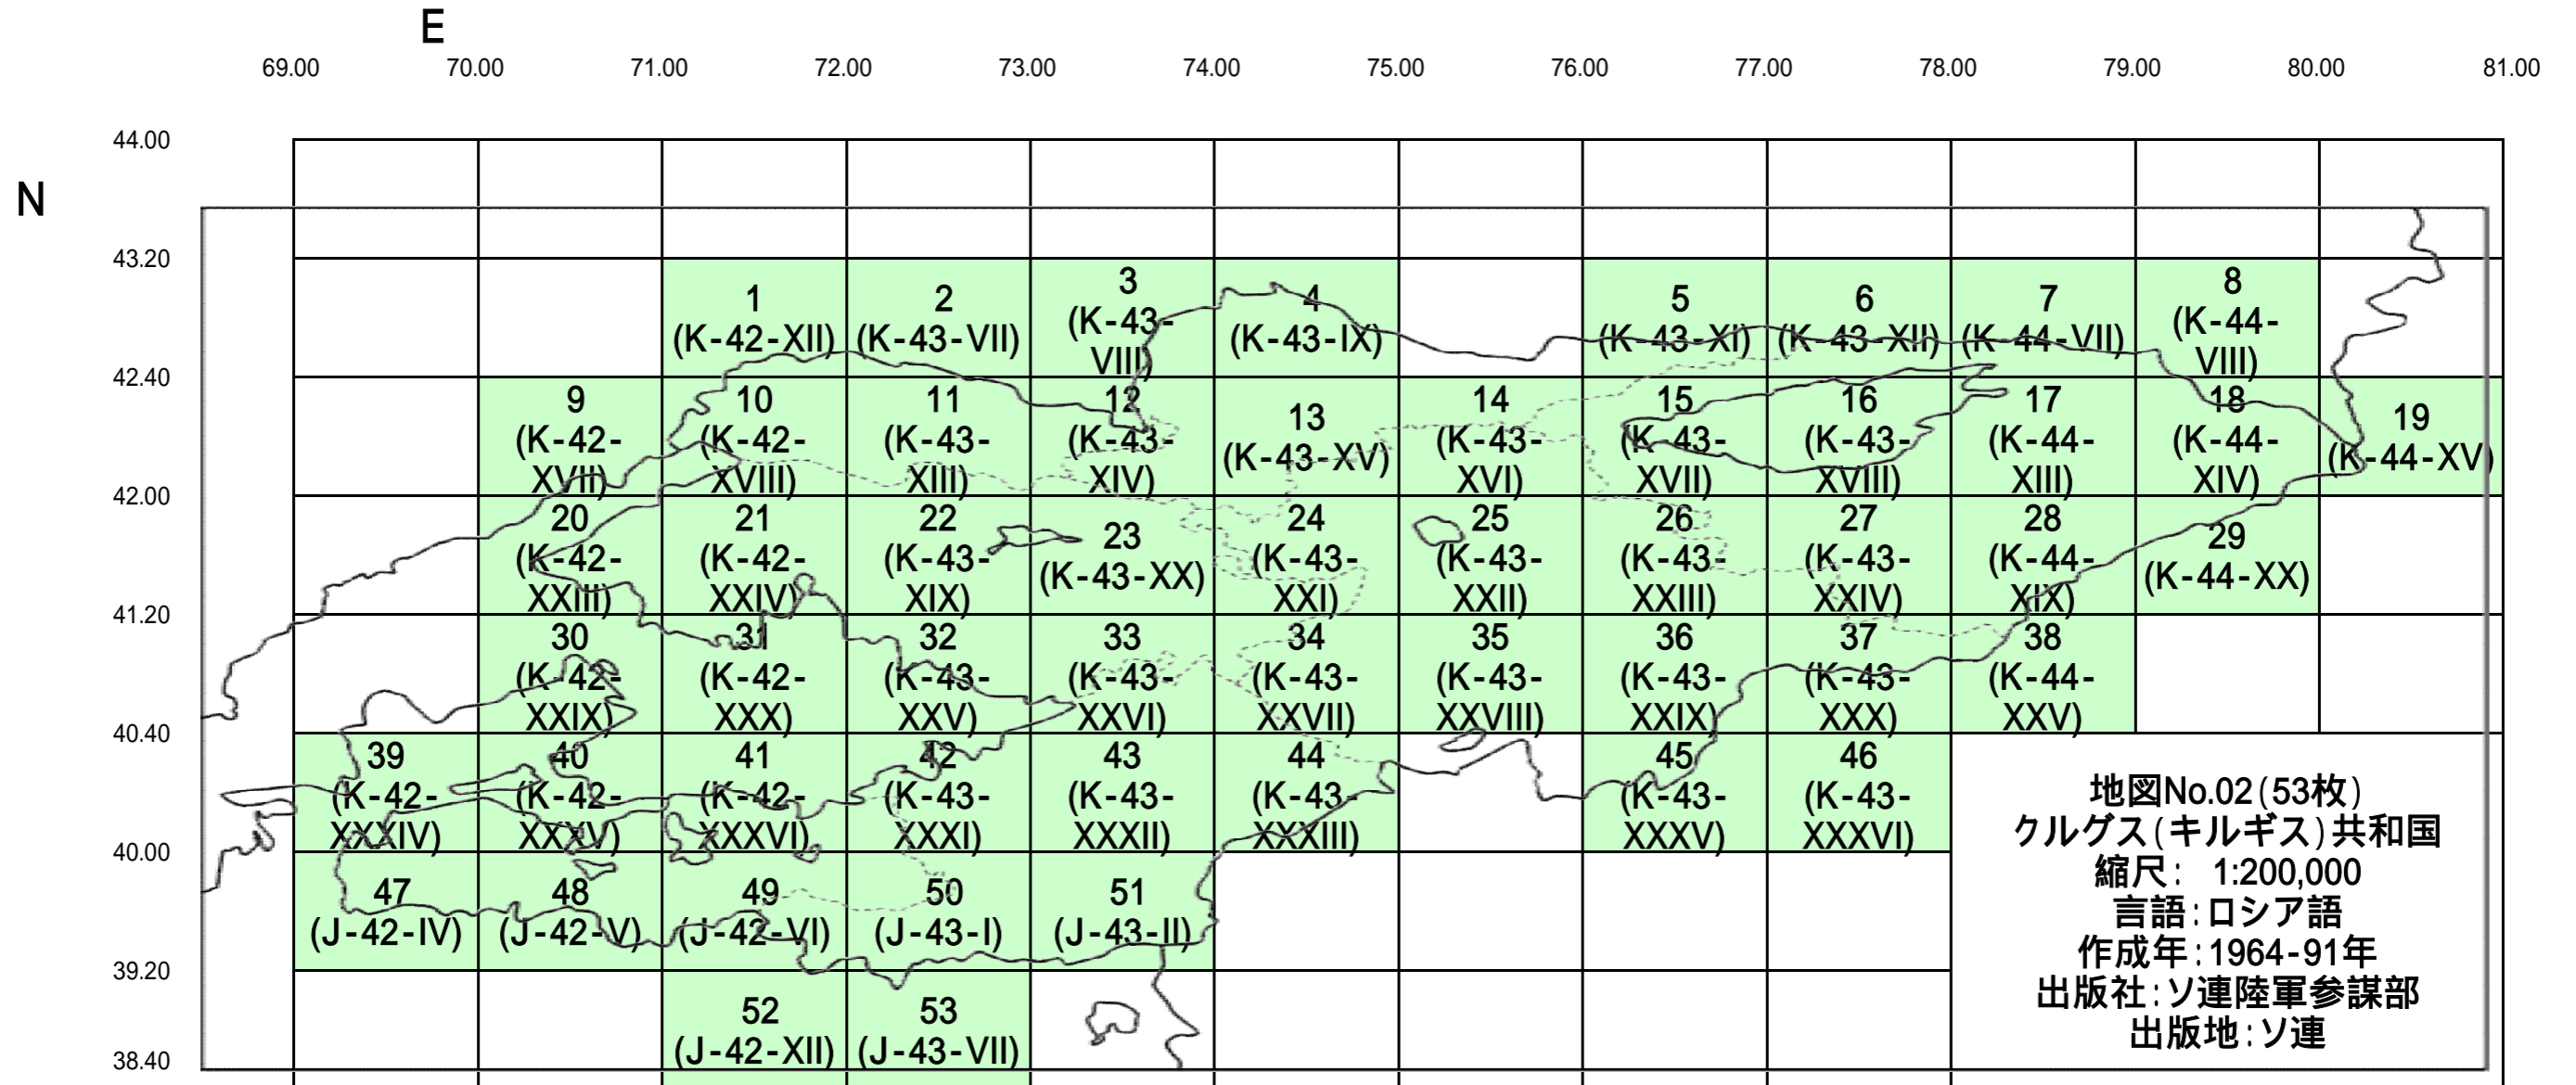 E
69.00 70.00 71.00 72.00 73.00 74.00 75.00 76.00 77.00 78.00 79.00 80.00 81.00
44.00
N
43.20
1
(K-42-XII)
2
(K-43-VII)
3
(K-43-
VIII)
4
(K-43-IX)
5
(K-43-XI)
6
(K-43-XII)
7
(K-44-VII)
8
(K-44-
VIII)
42.40
9
(K-42-
XVII)
10
(K-42-
XVIII)
11
(K-43-
XIII)
12
(K-43-
XIV)
13
(K-43-XV)
14
(K-43-
XVI)
15
(K-43-
XVII)
16
(K-43-
XVIII)
17
(K-44-
XIII)
18
(K-44-
XIV)
19
(K-44-XV)
42.00
20
(K-42-
XXIII)
21
(K-42-
XXIV)
22
(K-43-
XIX)
23
(K-43-XX)
24
(K-43-
XXI)
25
(K-43-
XXII)
26
(K-43-
XXIII)
27
(K-43-
XXIV)
28
(K-44-
XIX)
29
(K-44-XX)
41.20
30
(K-42-
XXIX)
31
(K-42-
XXX)
32
(K-43-
XXV)
33
(K-43-
XXVI)
34
(K-43-
XXVII)
35
(K-43-
XXVIII)
36
(K-43-
XXIX)
37
(K-43-
XXX)
38
(K-44-
XXV)
40.40
39
(K-42-
XXXIV)
40
(K-42-
XXXV)
41
(K-42-
XXXVI)
42
(K-43-
XXXI)
43
(K-43-
XXXII)
44
(K-43-
XXXIII)
45
(K-43-
XXXV)
46
(K-43-
XXXVI)
40.00
47
(J-42-IV)
48
(J-42-V)
49
(J-42-VI)
50
(J-43-I)
51
(J-43-II)
39.20
52
(J-42-XII)
53
(J-43-VII)
38.40
地図No.02(53枚)
クルグス(キルギス)共和国
縮尺: 1:200,000
言語:ロシア語
作成年:1964-91年
出版社:ソ連陸軍参謀部
出版地:ソ連